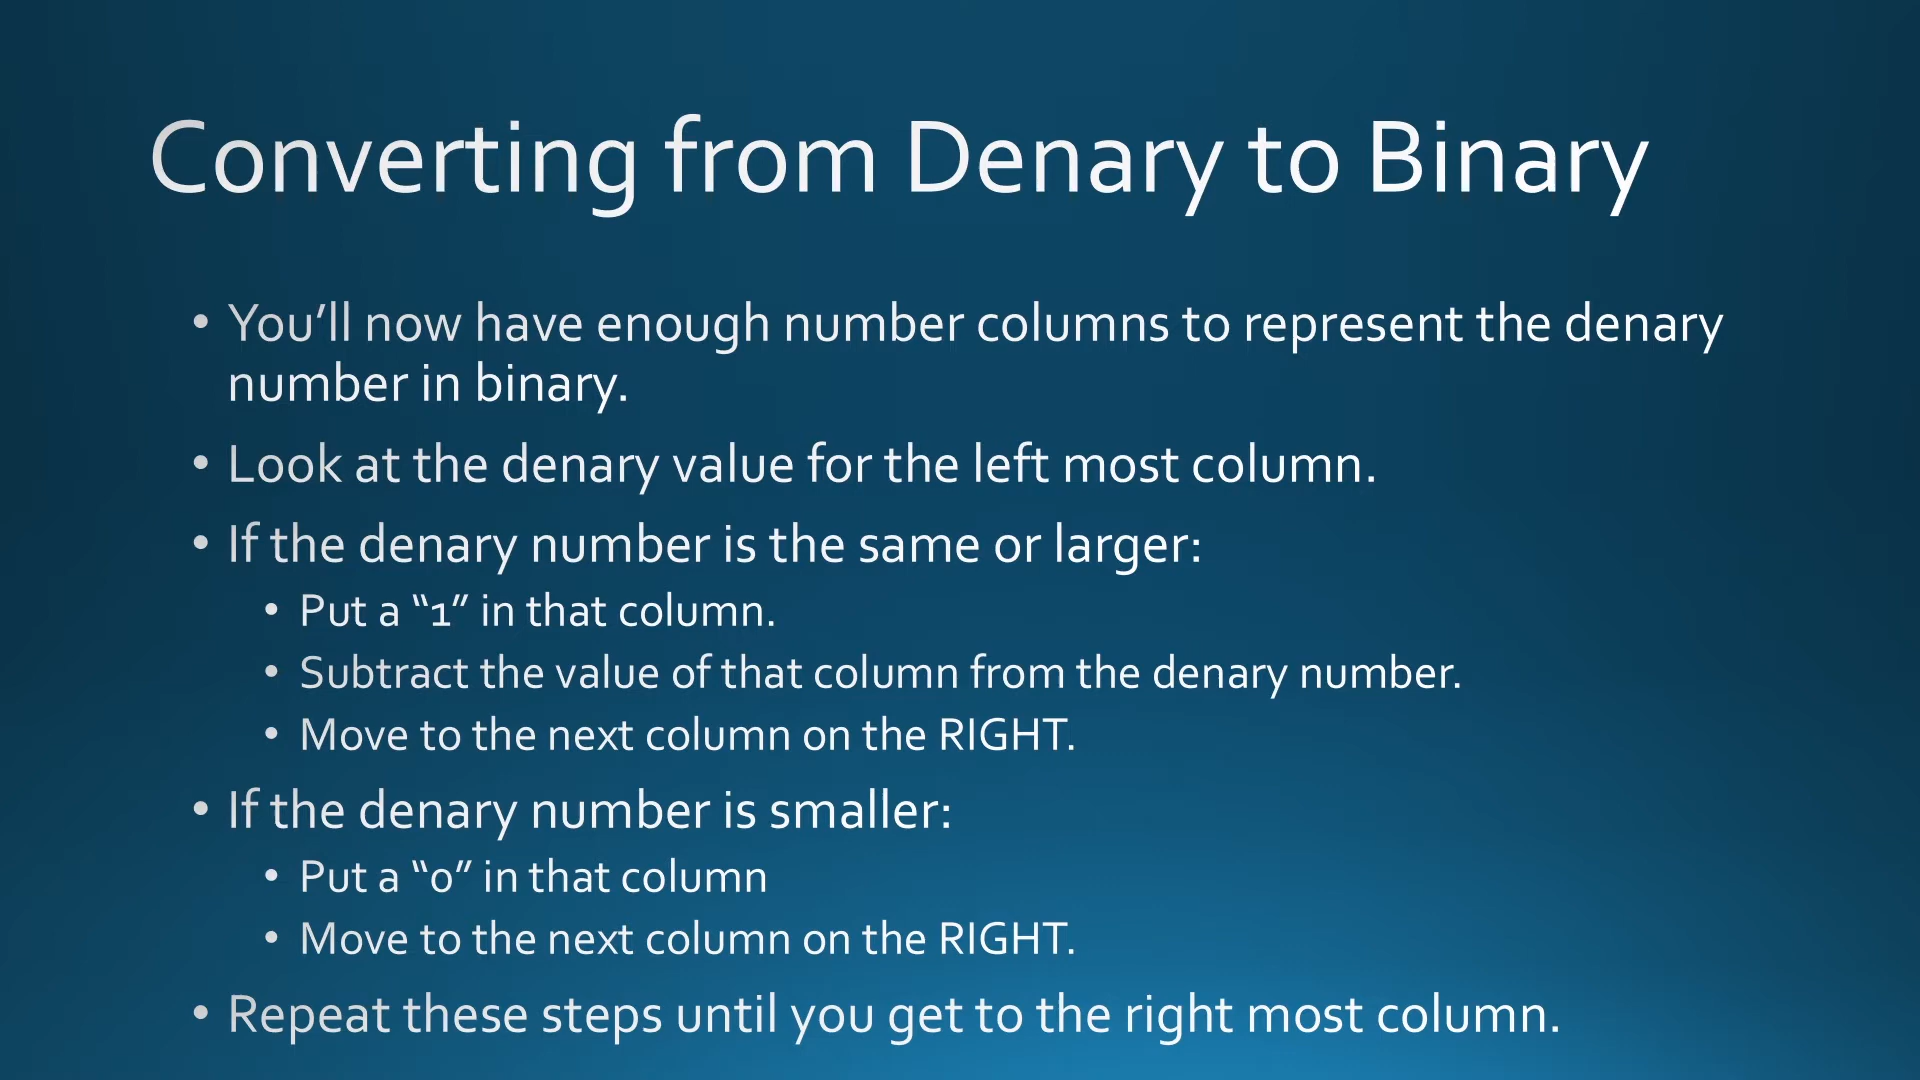 Converting from Denary to Binary
• You’ll now have enough number columns to represent the denary
number in binary.
• Look at the denary value for the left most column.
• If the denary number is the same or larger:
• Put a “1” in that column.
• Subtract the value of that column from the denary number.
• Move to the next column on the RIGHT.
• If the denary number is smaller:
• Put a “0” in that column
• Move to the next column on the RIGHT.
• Repeat these steps until you get to the right most column.